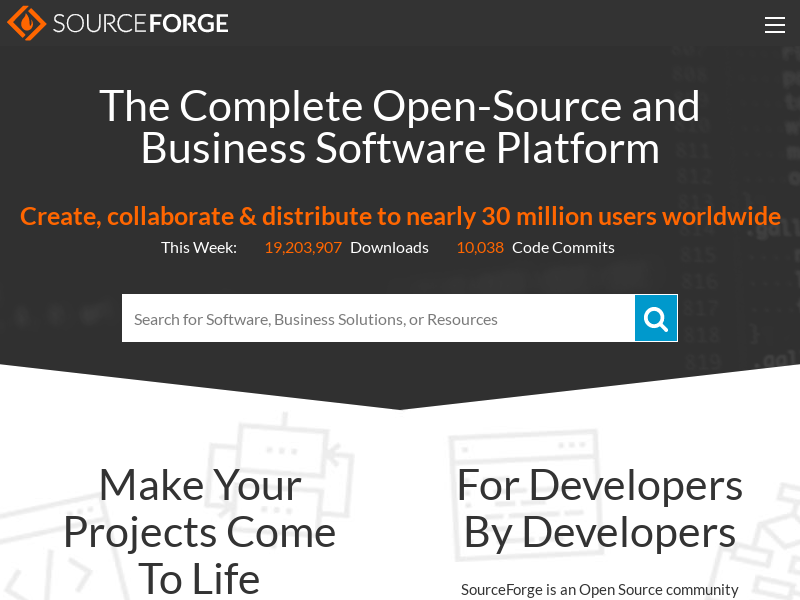 SOURCEFORGE
The Complete Open-Source and
Business Software Platform
Create, collaborate & distribute to nearly 30 million users worldwide
This Week: 19,203,907 Downloads 10,038 Code Commits
Search for Software, Business Solutions, or Resources
Make Your
Projects Come
To Life
For Developers
By Developers
SourceForge is an Open Source community